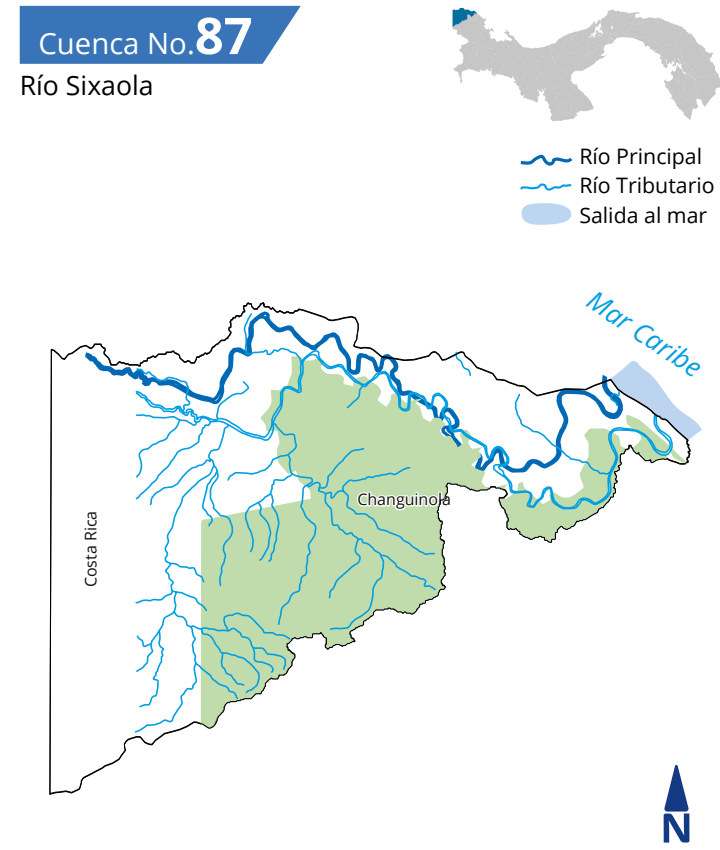 Cuenca No.87
Río Sixaola
Río Principal
Río Tributario
Salida al mar
Mar Caribe
Changuinola
Costa Rica
N